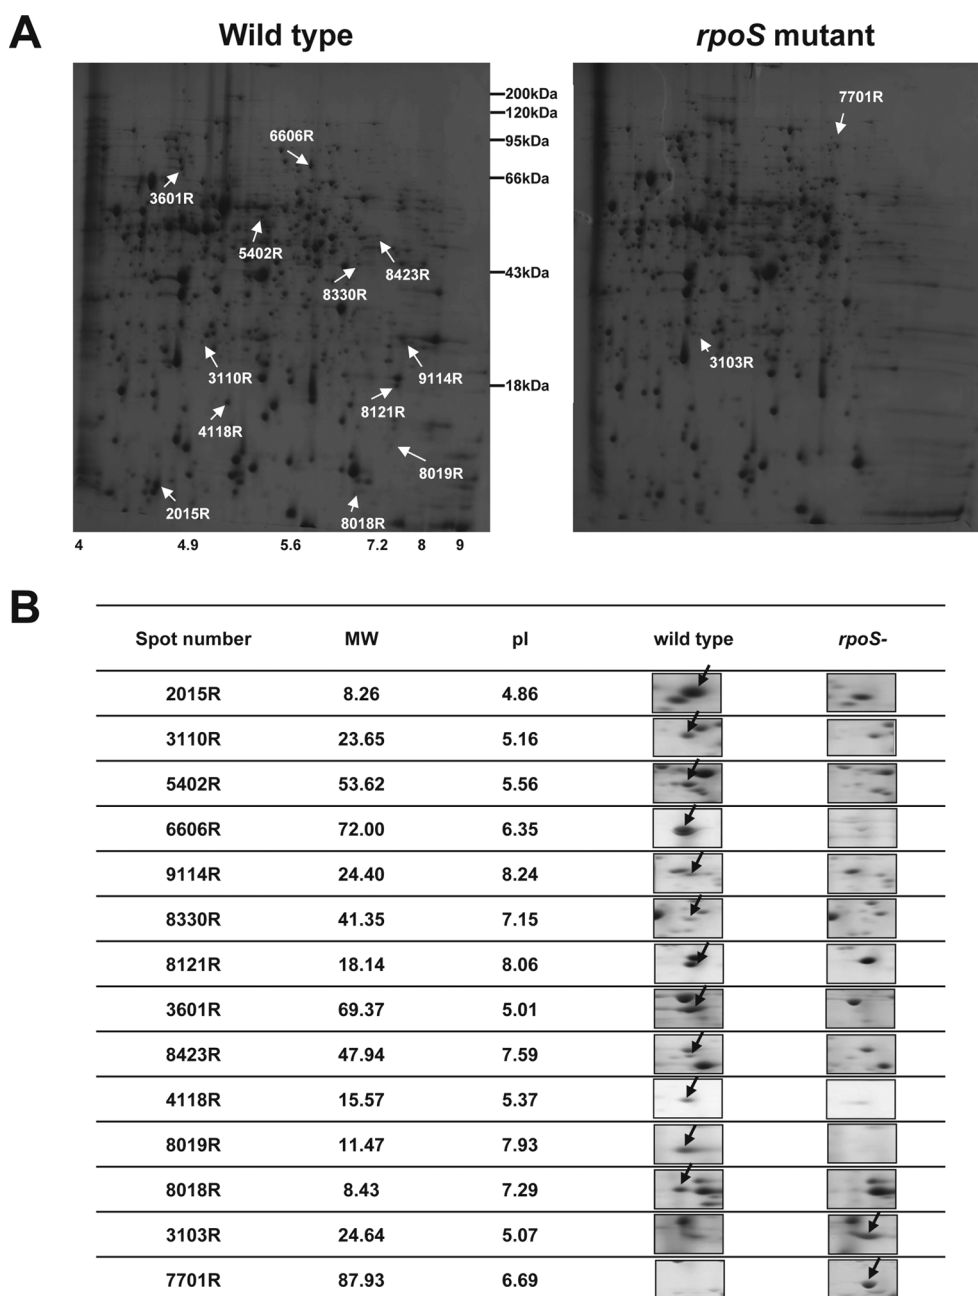 A
Wild type
rpoS mutant
200kDa
120kDa
95kDa
66kDa
43kDa
18kDa
6606R
3601R
5402R
8423R
8330R
3110R
9114R
8121R
4118R
8019R
2015R
8018R
7701R
3103R
4 4.9 5.6 7.2 8 9
B
Spot number MW pI wild type rpoS-
2015R 8.26 4.86
3110R 23.65 5.16
5402R 53.62 5.56
6606R 72.00 6.35
9114R 24.40 8.24
8330R 41.35 7.15
8121R 18.14 8.06
3601R 69.37 5.01
8423R 47.94 7.59
4118R 15.57 5.37
8019R 11.47 7.93
8018R 8.43 7.29
3103R 24.64 5.07
7701R 87.93 6.69